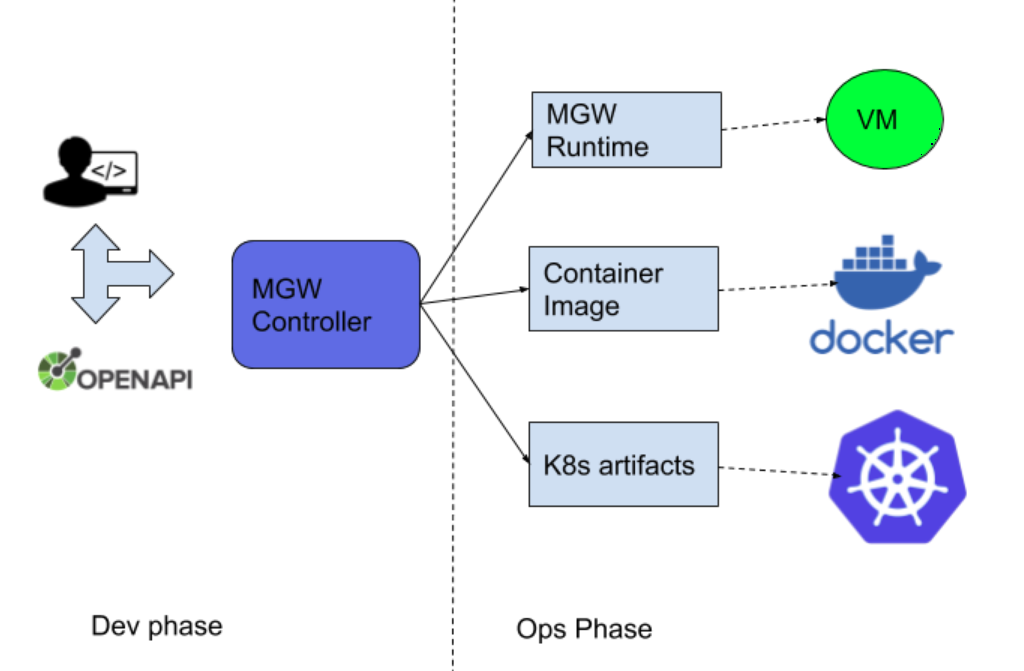 </>
OPENAPI
MGW
Controller
MGW
Runtime
VM
Container
Image
docker
K8s artifacts
Dev phase
Ops Phase